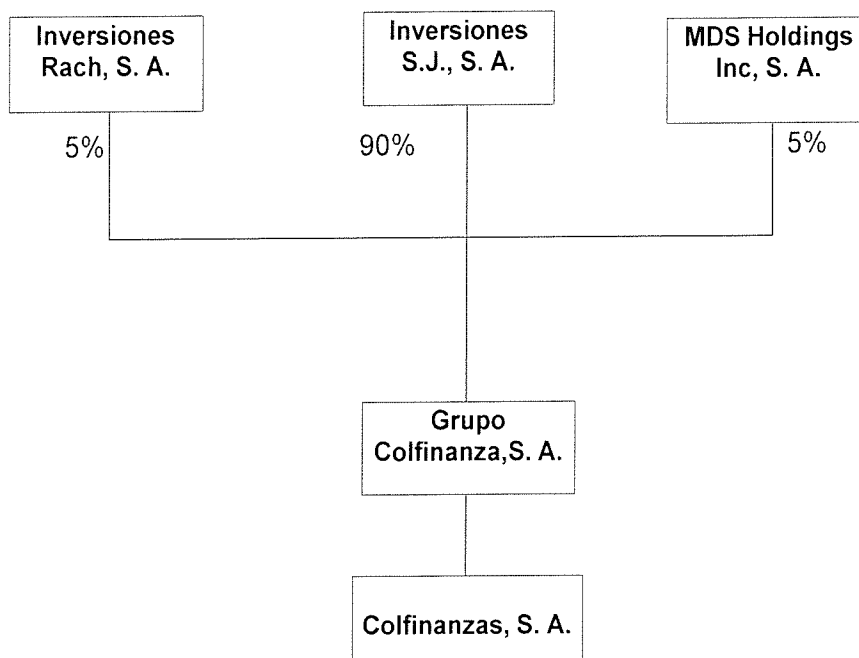 Inversiones
Rach, S. A.
Inversiones
S.J., S. A.
MDS Holdings
Inc, S. A.
5%
90%
5%
Grupo
Colfinanza,S. A.
Colfinanzas, S. A.